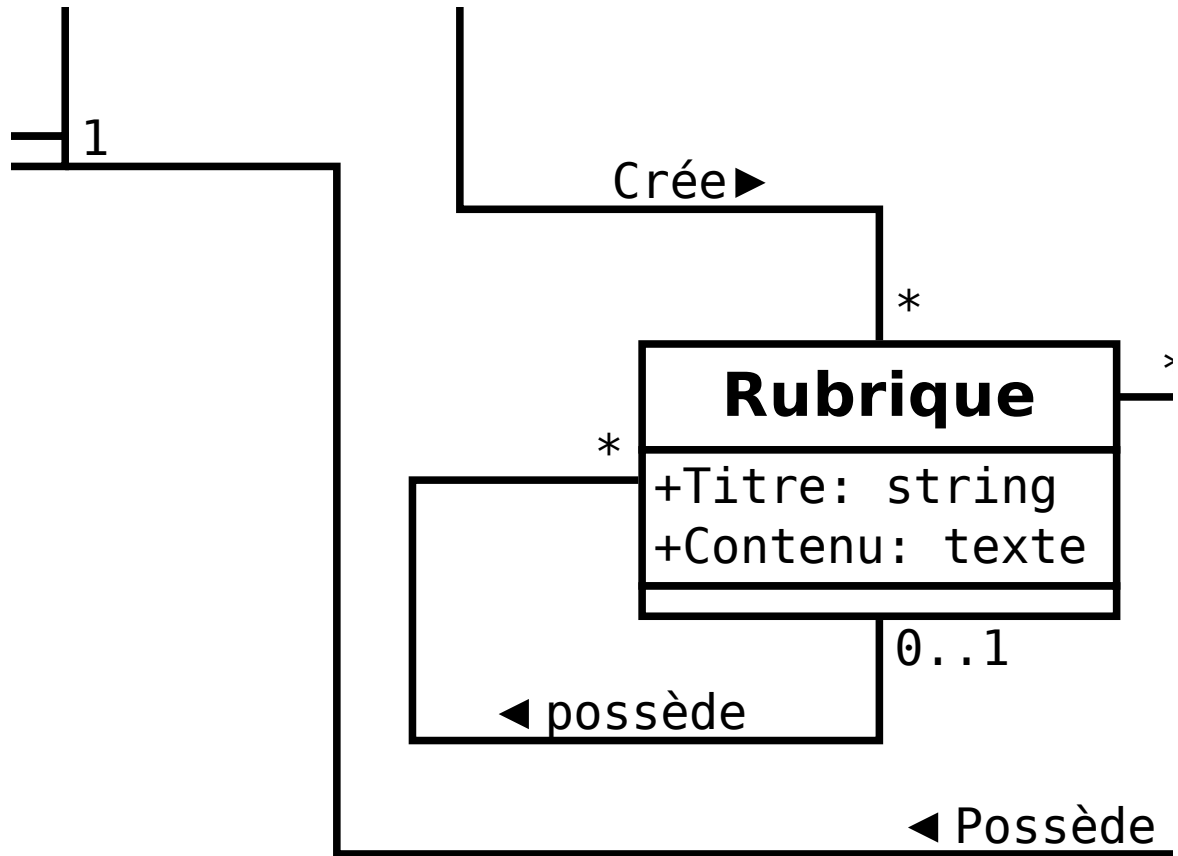 1
Crée ►
*
Rubrique
*
+Titre: string
+Contenu: texte
0..1
◄ possède
◄ Possède